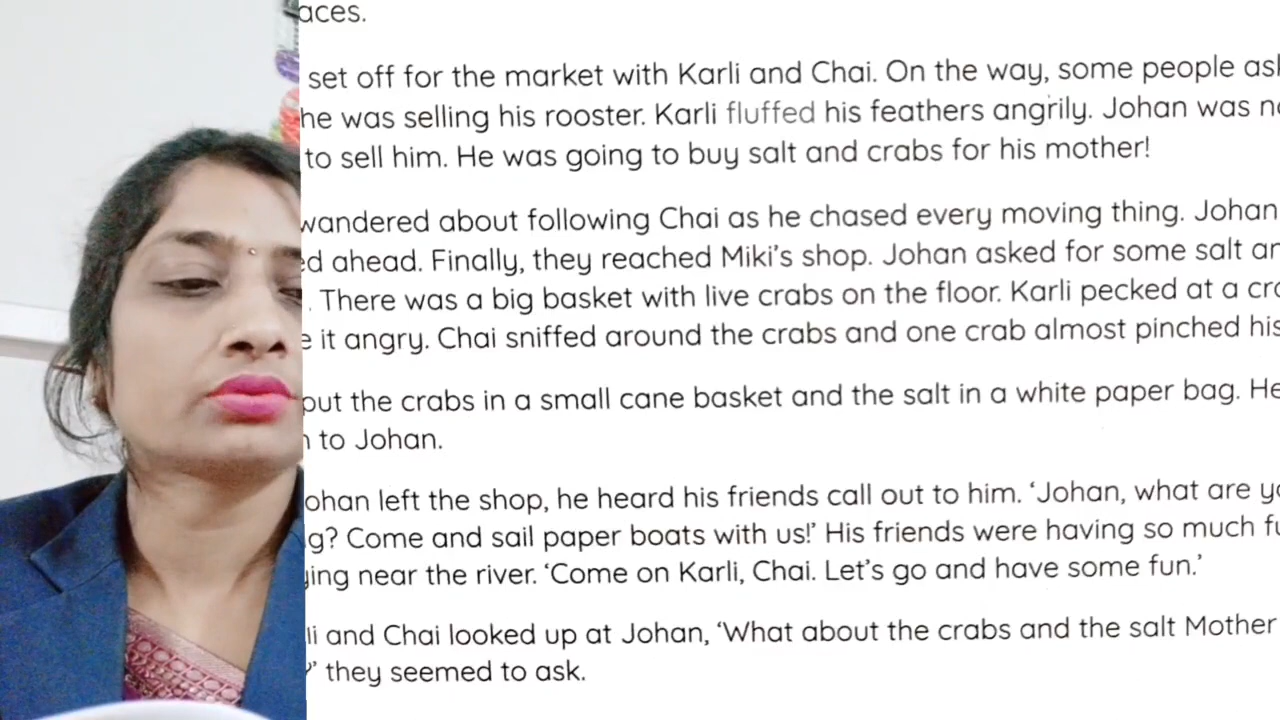 aces.
set off for the market with Karli and Chai. On the way, some people as
he was selling his rooster. Karli fluffed his feathers angrily. Johan was
to sell him. He was going to buy salt and crabs for his mother!
wandered about following Chai as he chased every moving thing. Johan
ed ahead. Finally, they reached Miki's shop. Johan asked for some salt
. There was a big basket with live crabs on the floor. Karli pecked at a
it angry. Chai sniffed around the crabs and one crab almost pinched his
put the crabs in a small cane basket and the salt in a white paper bag. He
to Johan.
ohan left the shop, he heard his friends call out to him. 'Johan, what are
g? Come and sail paper boats with us!' His friends were having so much
ying near the river. 'Come on Karli, Chai. Let's go and have some fun.'
li and Chai looked up at Johan, 'What about the crabs and the salt Mother
?' they seemed to ask.